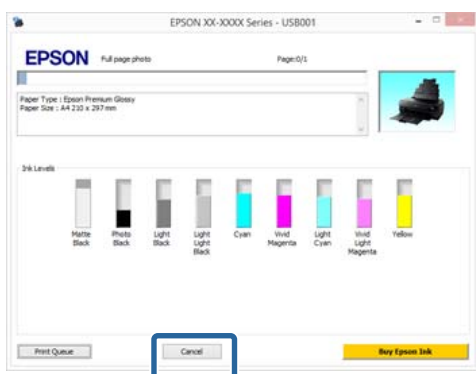 EPSON XX-XXXX Series - USB001
EPSON Full page photo Page:0/1
Paper Type : Epson Premium Glossy
Paper Size : A4 210 x 297 mm
Ink Levels
Matte Black
Photo Black
Light Black
Light Light Black
Cyan
Vivid Magenta
Light Cyan
Vivid Light Magenta
Yellow
Print Queue Cancel Buy Epson Ink